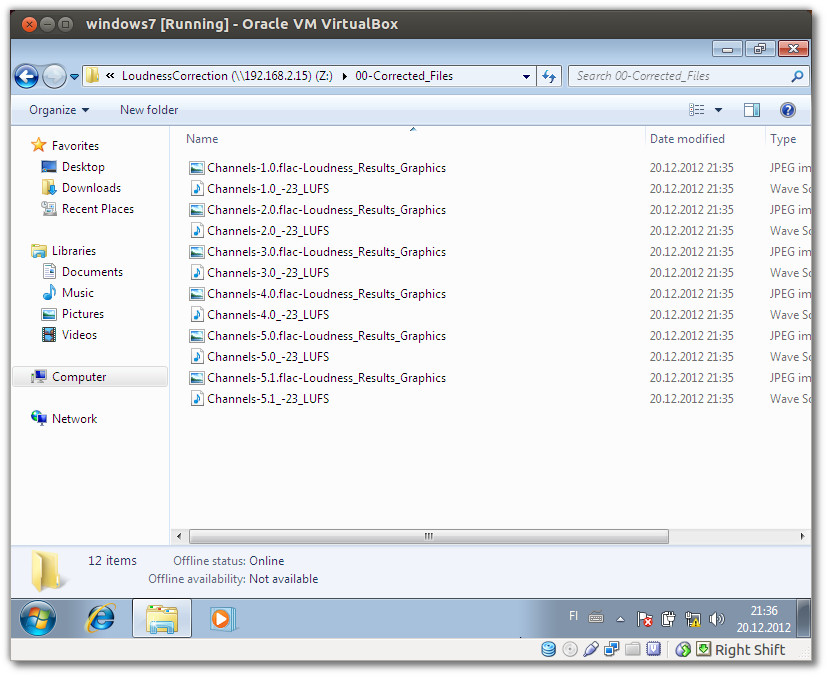 windows7 [Running] - Oracle VM VirtualBox
« LoudnessCorrection (\\192.168.2.15) (Z:) 00-Corrected_Files
Search 00-Corrected_Files
Organize New folder
Favorites
Desktop
Downloads
Recent Places
Libraries
Documents
Music
Pictures
Videos
Computer
Network
Name Date modified Type
Channels-1.0.flac-Loudness_Results_Graphics 20.12.2012 21:35 JPEG im
Channels-1.0_-23_LUFS 20.12.2012 21:35 Wave So
Channels-2.0.flac-Loudness_Results_Graphics 20.12.2012 21:35 JPEG im
Channels-2.0_-23_LUFS 20.12.2012 21:35 Wave So
Channels-3.0.flac-Loudness_Results_Graphics 20.12.2012 21:35 JPEG im
Channels-3.0_-23_LUFS 20.12.2012 21:35 Wave So
Channels-4.0.flac-Loudness_Results_Graphics 20.12.2012 21:35 JPEG im
Channels-4.0_-23_LUFS 20.12.2012 21:35 Wave So
Channels-5.0.flac-Loudness_Results_Graphics 20.12.2012 21:35 JPEG im
Channels-5.0_-23_LUFS 20.12.2012 21:35 Wave So
Channels-5.1.flac-Loudness_Results_Graphics 20.12.2012 21:35 JPEG im
Channels-5.1_-23_LUFS 20.12.2012 21:35 Wave So
12 items Offline status: Online
Offline availability: Not available
FI
21:36
20.12.2012
Right Shift